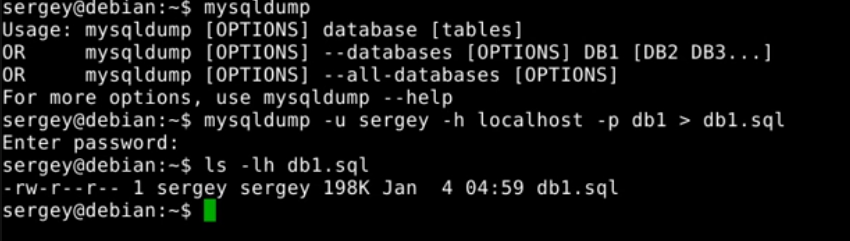 sergey@debian:~$ mysqldump
Usage: mysqldump [OPTIONS] database [tables]
OR     mysqldump [OPTIONS] --databases [OPTIONS] DB1 [DB2 DB3...]
OR     mysqldump [OPTIONS] --all-databases [OPTIONS]
For more options, use mysqldump --help
sergey@debian:~$ mysqldump -u sergey -h localhost -p db1 > db1.sql
Enter password:
sergey@debian:~$ ls -lh db1.sql
-rw-r--r-- 1 sergey sergey 198K Jan  4 04:59 db1.sql
sergey@debian:~$